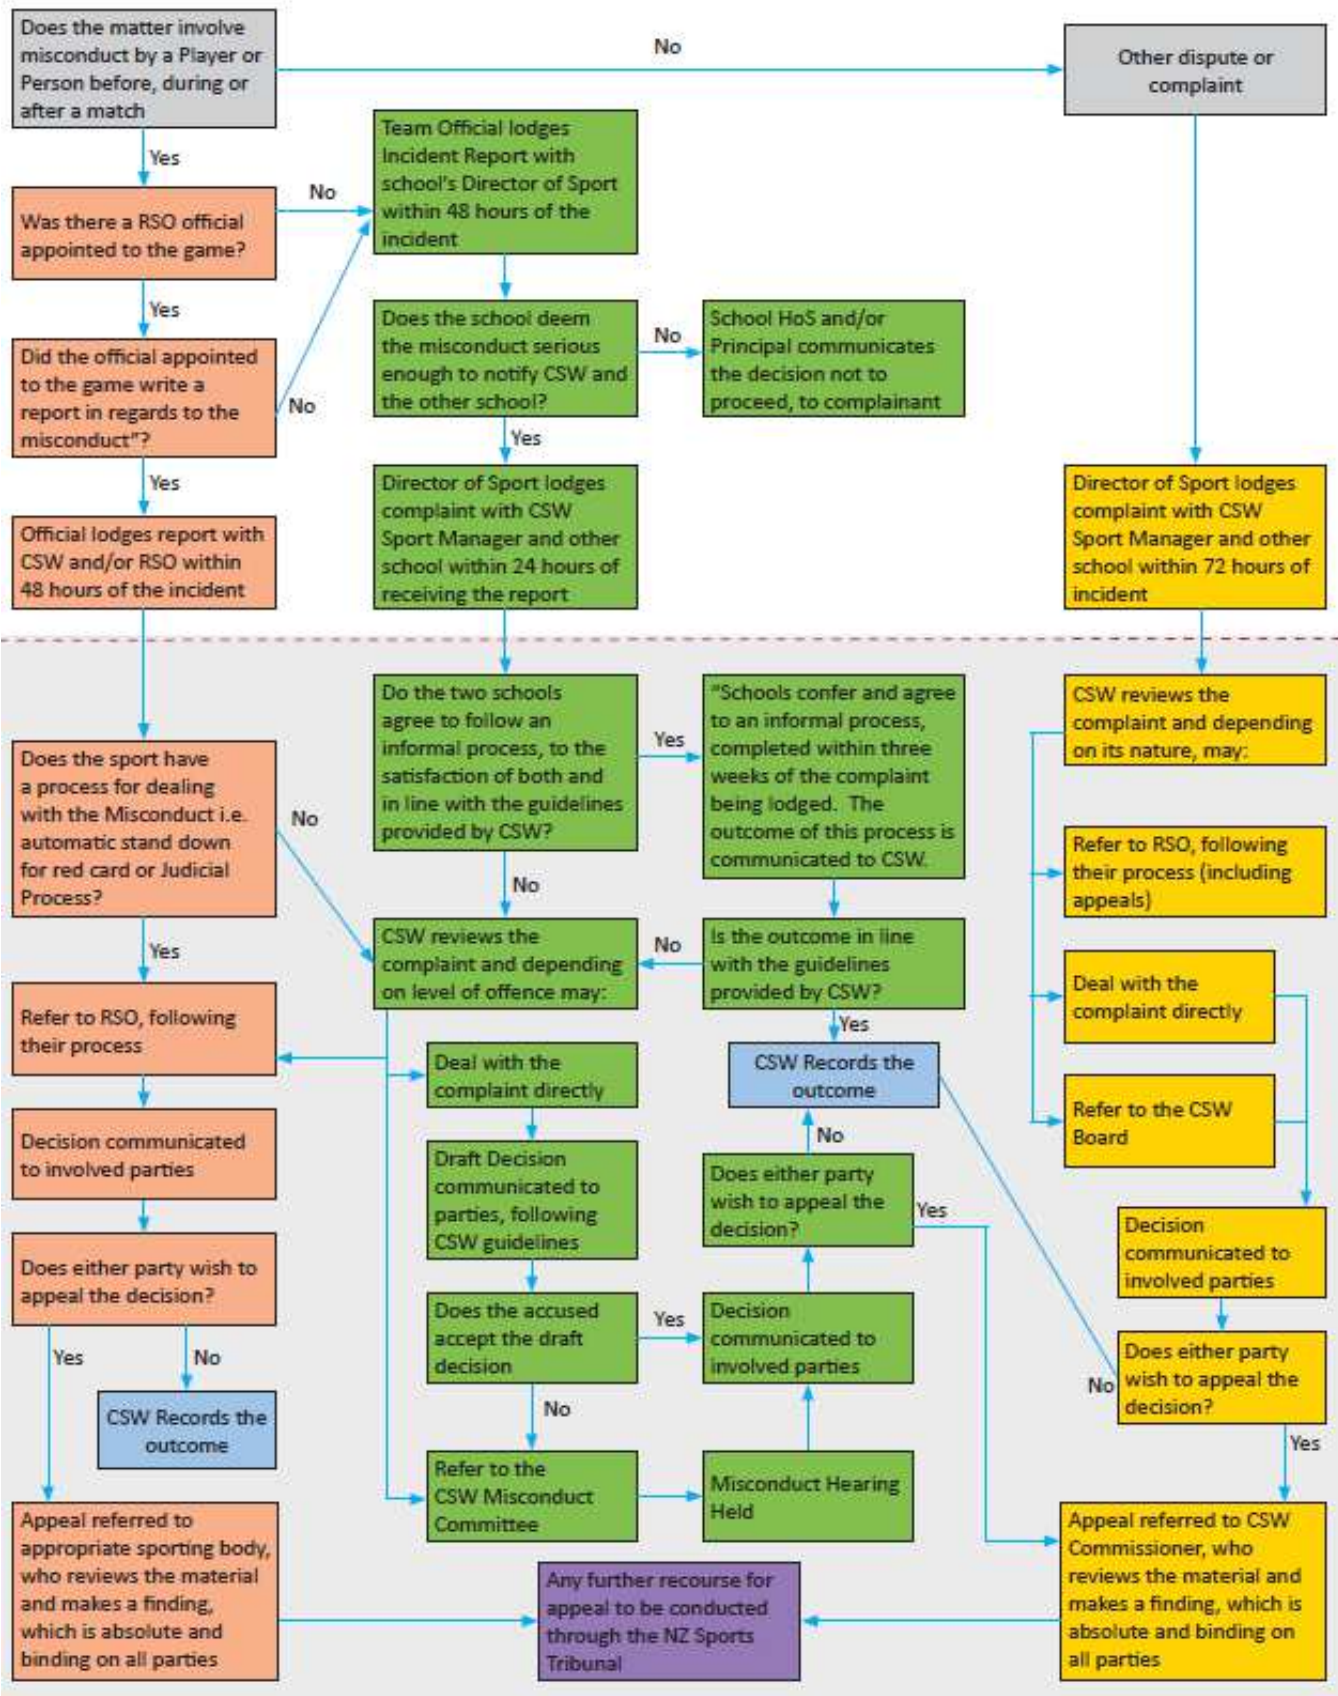 Does the matter involve
misconduct by a Player or
Person before, during or
after a match
No
Other dispute or
complaint
Yes
Team Official lodges
Incident Report with
school's Director of Sport
within 48 hours of the
incident
No
Was there a RSO official
appointed to the game?
Yes
Does the school deem
the misconduct serious
enough to notify CSW and
the other school?
No
School HoS and/or
Principal communicates
the decision not to
proceed, to complainant
Did the official appointed
to the game write a
report in regards to the
misconduct"?
No
Yes
Yes
Director of Sport lodges
complaint with CSW
Sport Manager and other
school within 24 hours of
receiving the report
Director of Sport lodges
complaint with CSW
Sport Manager and other
school within 72 hours of
incident
Official lodges report with
CSW and/or RSO within
48 hours of the incident
Do the two schools
agree to follow an
informal process, to the
satisfaction of both and
in line with the guidelines
provided by CSW?
Yes
"Schools confer and agree
to an informal process,
completed within three
weeks of the complaint
being lodged. The
outcome of this process is
communicated to CSW.
CSW reviews the
complaint and depending
on its nature, may:
Does the sport have
a process for dealing
with the Misconduct i.e.
automatic stand down
for red card or Judicial
Process?
No
No
Refer to RSO, following
their process (including
appeals)
Yes
CSW reviews the
complaint and depending
on level of offence may:
No
Is the outcome in line
with the guidelines
provided by CSW?
Deal with the
complaint directly
Refer to RSO, following
their process
Yes
Deal with the
complaint directly
CSW Records the
outcome
Refer to the CSW
Board
Decision communicated
to involved parties
No
Draft Decision
communicated to
parties, following
CSW guidelines
Does either party
wish to appeal the
decision?
Yes
Decision
communicated to
involved parties
Does either party wish to
appeal the decision?
Does the accused
accept the draft
decision
Yes
Decision
communicated to
involved parties
Does either party
wish to appeal the
decision?
No
Yes
No
No
Yes
CSW Records the
outcome
Refer to the
CSW Misconduct
Committee
Misconduct Hearing
Held
Appeal referred to
appropriate sporting body,
who reviews the material
and makes a finding,
which is absolute and
binding on all parties
Any further recourse for
appeal to be conducted
through the NZ Sports
Tribunal
Appeal referred to CSW
Commissioner, who
reviews the material and
makes a finding, which is
absolute and binding on
all parties